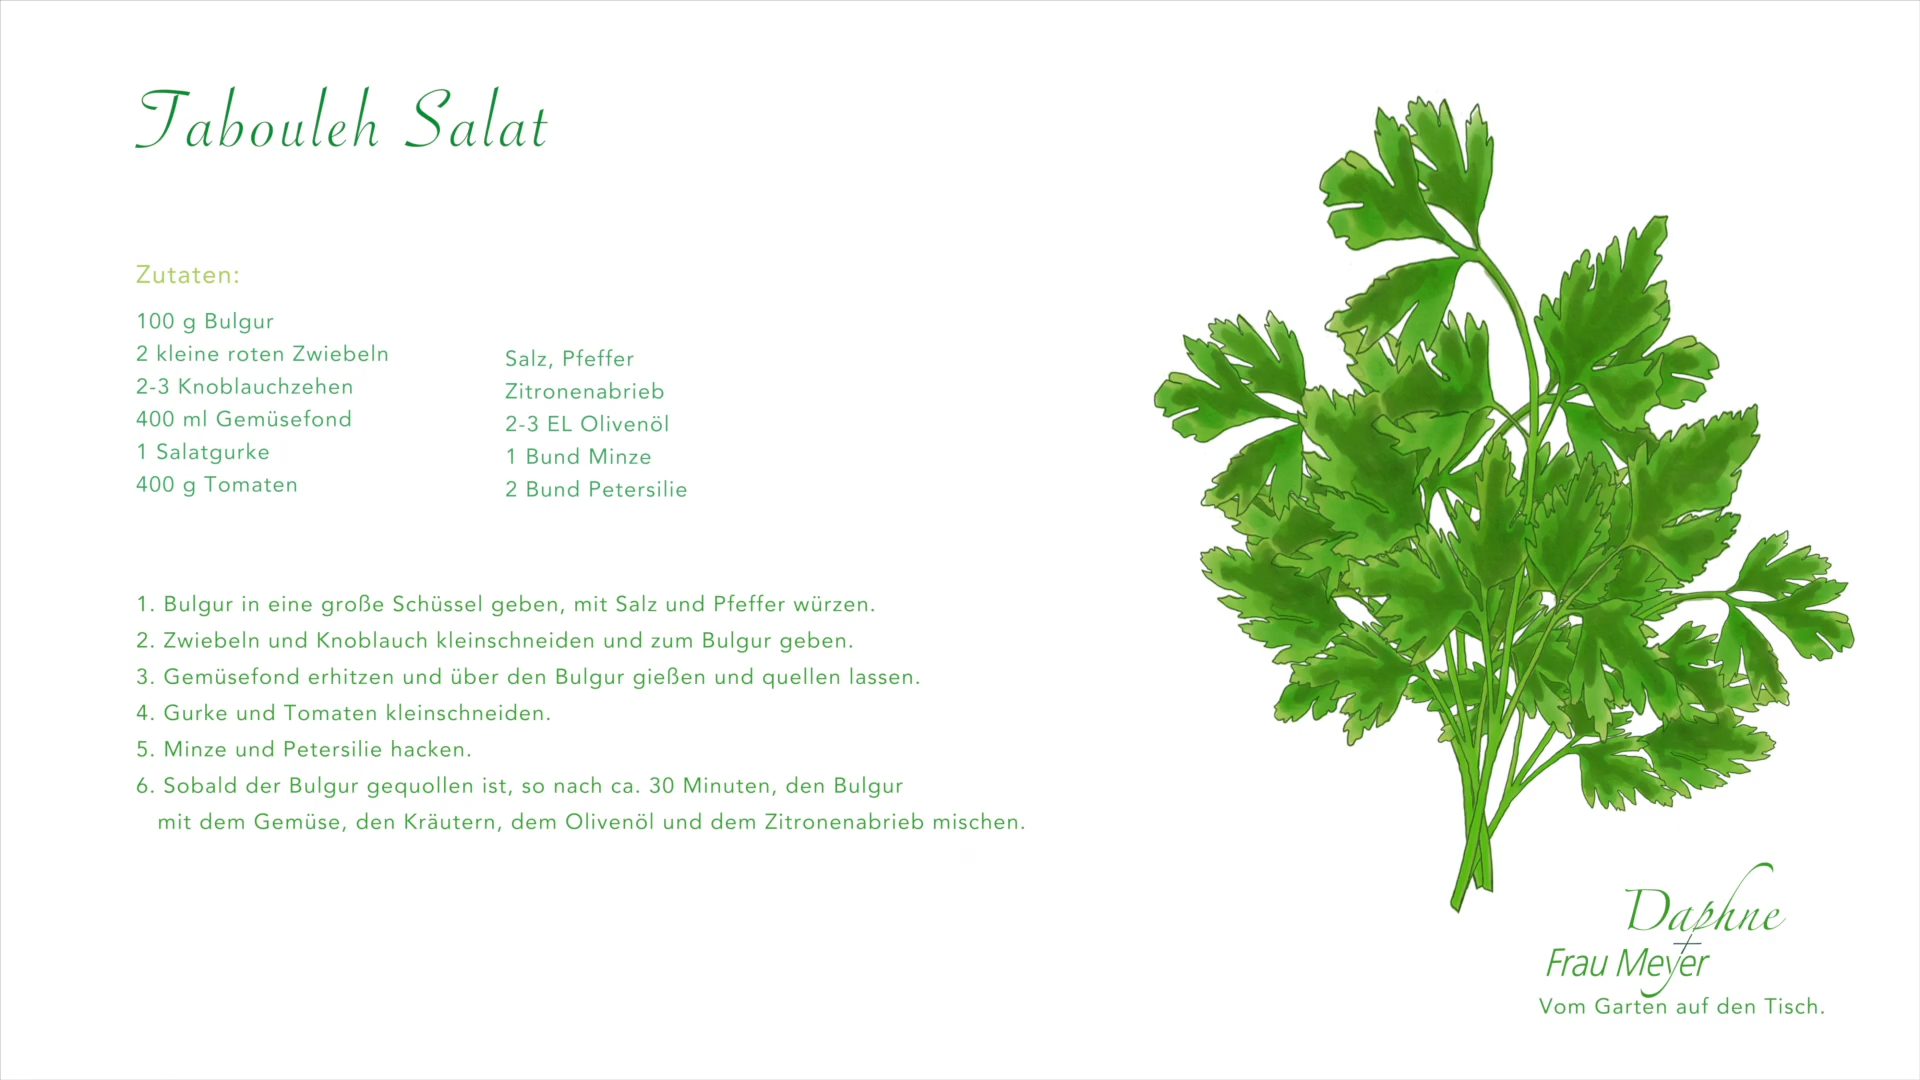 Tabouleh Salat
Zutaten:
100 g Bulgur
2 kleine roten Zwiebeln
2-3 Knoblauchzehen
400 ml Gemüsefond
1 Salatgurke
400 g Tomaten
Salz, Pfeffer
Zitronenabrieb
2-3 EL Olivenöl
1 Bund Minze
2 Bund Petersilie
1. Bulgur in eine große Schüssel geben, mit Salz und Pfeffer würzen.
2. Zwiebeln und Knoblauch kleinschneiden und zum Bulgur geben.
3. Gemüsefond erhitzen und über den Bulgur gießen und quellen lassen.
4. Gurke und Tomaten kleinschneiden.
5. Minze und Petersilie hacken.
6. Sobald der Bulgur gequollen ist, so nach ca. 30 Minuten, den Bulgur
mit dem Gemüse, den Kräutern, dem Olivenöl und dem Zitronenabrieb mischen.
Daphne
+
Frau Meyer
Vom Garten auf den Tisch.